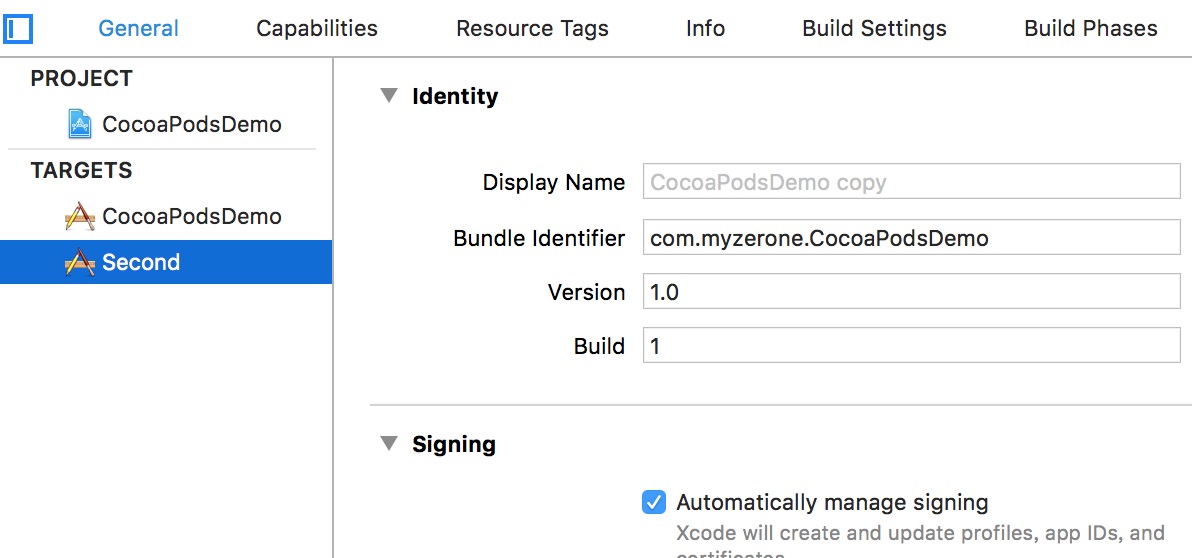 General Capabilities Resource Tags Info Build Settings Build Phases
PROJECT
CocoaPodsDemo
TARGETS
CocoaPodsDemo
Second
Identity
Display Name CocoaPodsDemo copy
Bundle Identifier com.myzerone.CocoaPodsDemo
Version 1.0
Build 1
Signing
Automatically manage signing
Xcode will create and update profiles, app IDs, and
certificates.